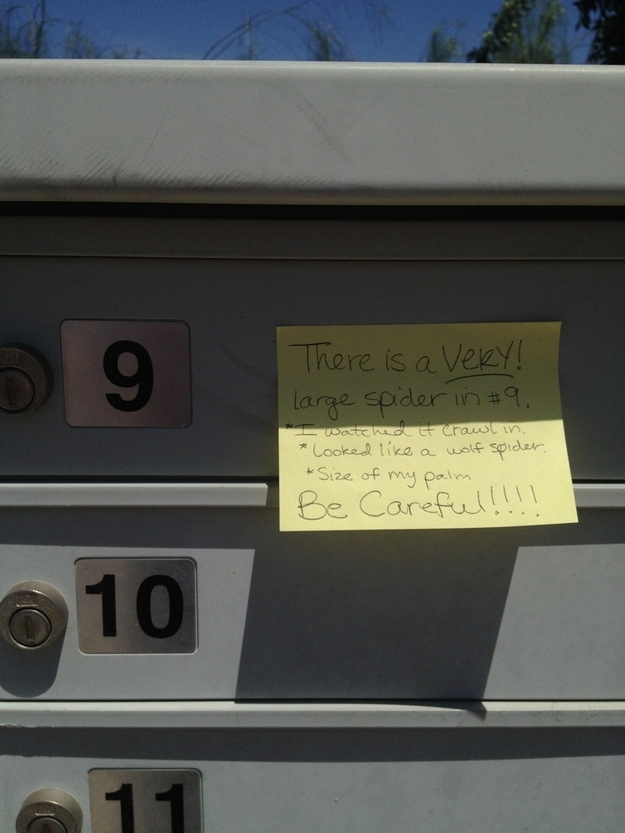 9
There is a VERY!
large spider in #9.
*I watched it crawl in.
*Looked like a wolf spider.
*Size of my palm
Be Careful!!!!
10
11